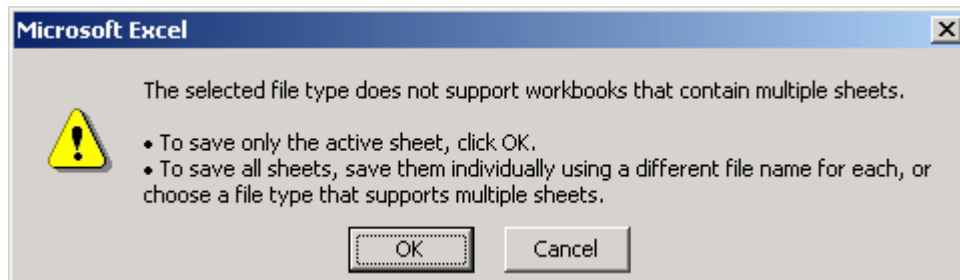 Microsoft Excel
The selected file type does not support workbooks that contain multiple sheets.
• To save only the active sheet, click OK.
• To save all sheets, save them individually using a different file name for each, or
choose a file type that supports multiple sheets.
OK
Cancel